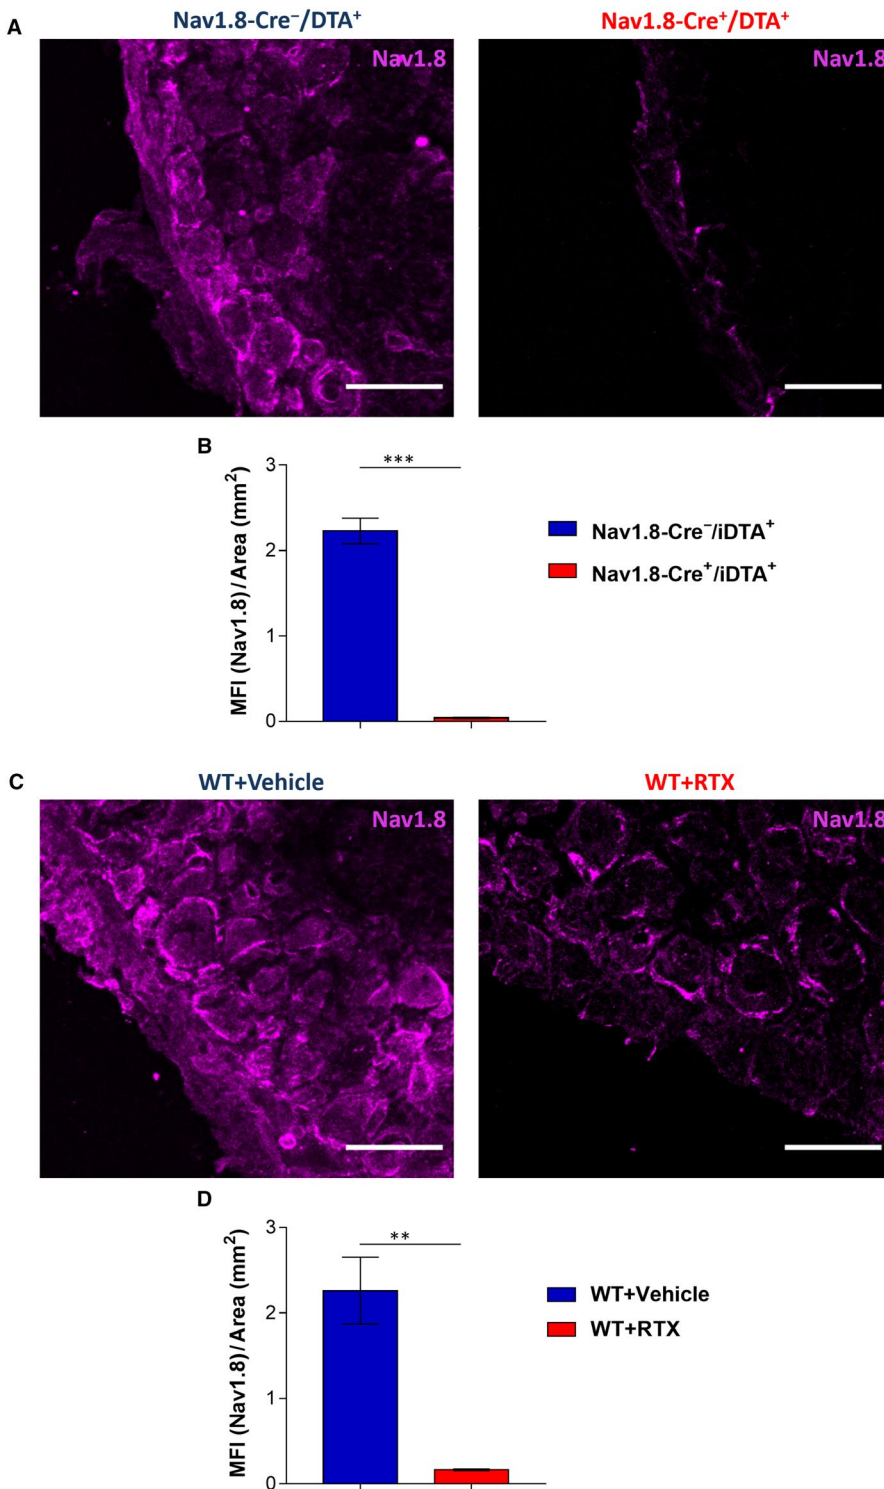 A
Nav1.8-Cre⁻/DTA⁺
Nav1.8-Cre⁺/DTA⁺
Nav1.8
Nav1.8
B
***
3
2
1
0
MFI (Nav1.8)/Area (mm²)
Nav1.8-Cre⁻/iDTA⁺
Nav1.8-Cre⁺/iDTA⁺
C
WT+Vehicle
WT+RTX
Nav1.8
Nav1.8
D
**
3
2
1
0
MFI (Nav1.8)/Area (mm²)
WT+Vehicle
WT+RTX